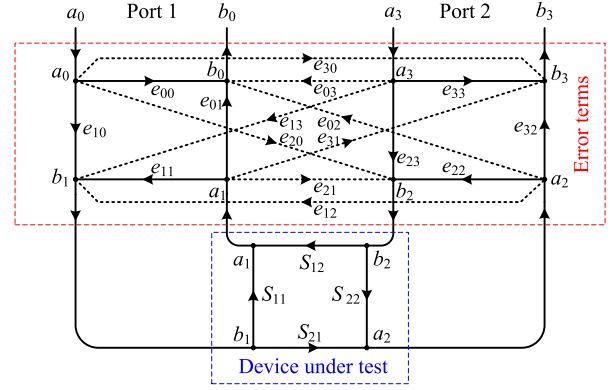 a₀ Port 1 b₀ a₃ Port 2 b₃
a₀ b₀ e₃₀ a₃ b₃
e₀₀ e₀₃ e₃₃
e₁₀ e₀₁ e₁₃ e₀₂ e₃₂
e₂₀ e₃₁
e₁₁ e₂₃ e₂₂
b₁ a₁ e₂₁ b₂ a₂
e₁₂
Error terms
a₁ S₁₂ b₂
S₁₁ S₂₂
b₁ S₂₁ a₂
Device under test